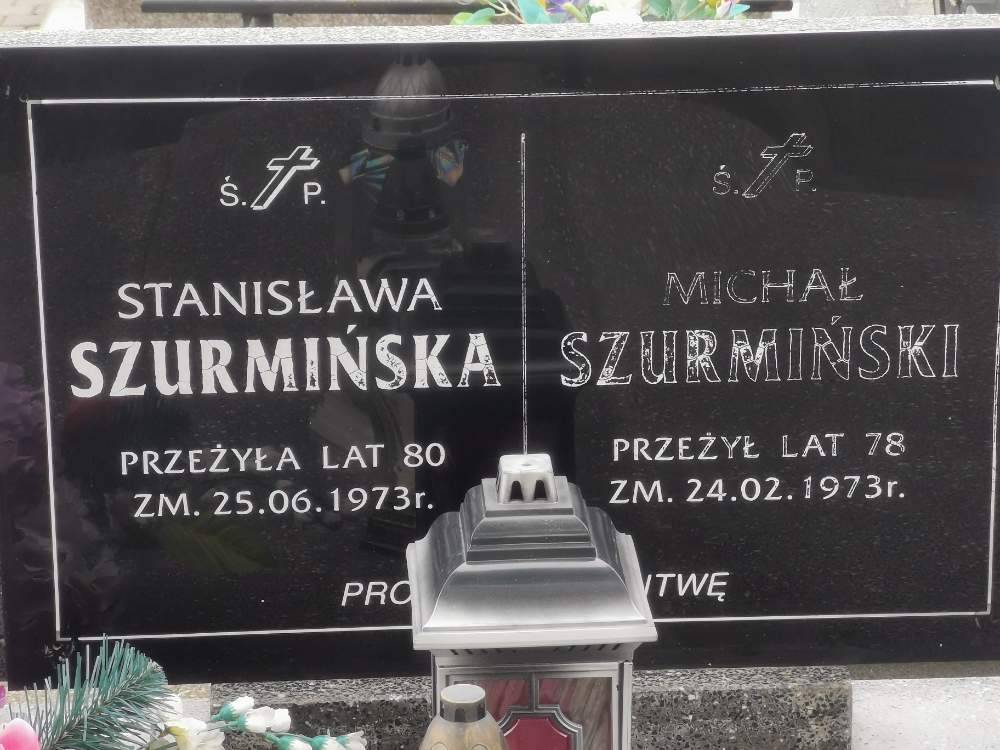 Ś. P.
STANISŁAWA
SZURMIŃSKA
PRZEŻYŁA LAT 80
ZM. 25.06.1973r.
Ś. P.
MICHAŁ
SZURMIŃSKI
PRZEŻYŁ LAT 78
ZM. 24.02.1973r.